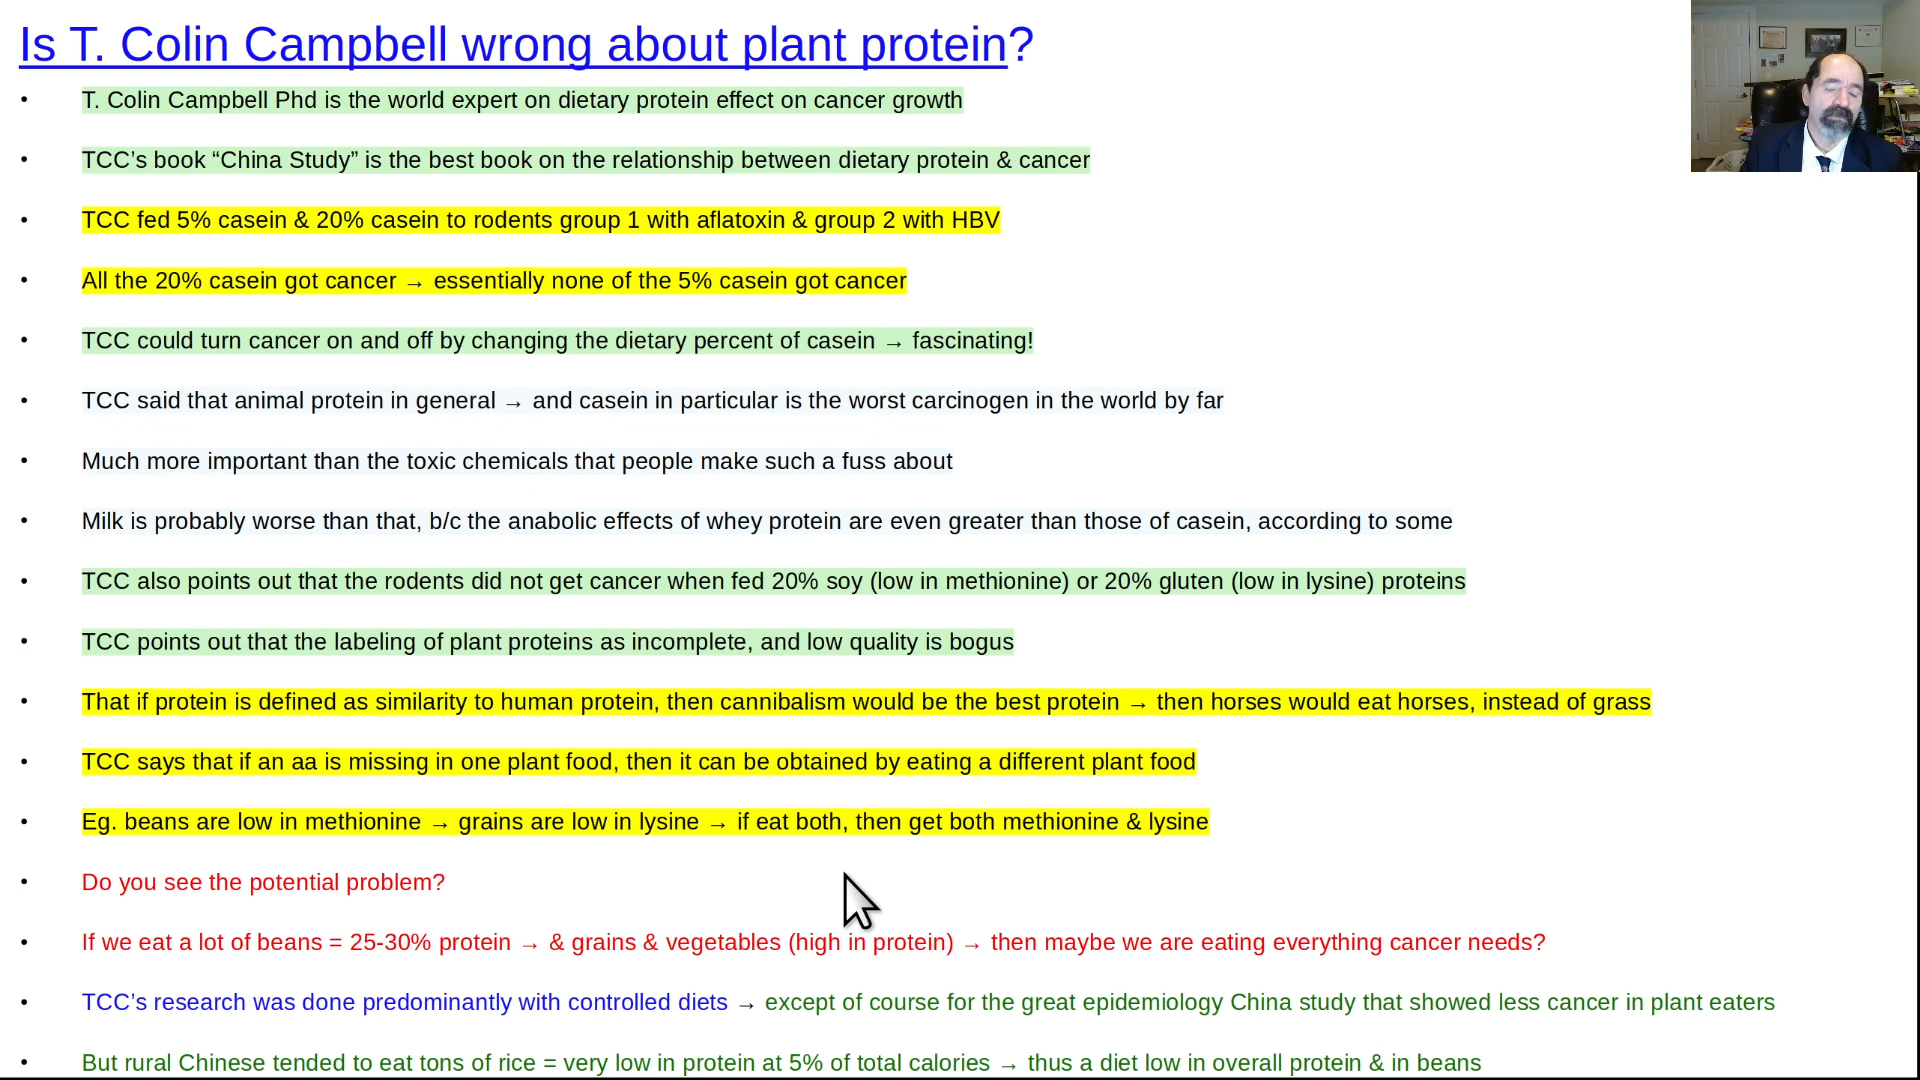 Is T. Colin Campbell wrong about plant protein?
• T. Colin Campbell Phd is the world expert on dietary protein effect on cancer growth
• TCC’s book “China Study” is the best book on the relationship between dietary protein & cancer
• TCC fed 5% casein & 20% casein to rodents group 1 with aflatoxin & group 2 with HBV
• All the 20% casein got cancer → essentially none of the 5% casein got cancer
• TCC could turn cancer on and off by changing the dietary percent of casein → fascinating!
• TCC said that animal protein in general → and casein in particular is the worst carcinogen in the world by far
• Much more important than the toxic chemicals that people make such a fuss about
• Milk is probably worse than that, b/c the anabolic effects of whey protein are even greater than those of casein, according to some
• TCC also points out that the rodents did not get cancer when fed 20% soy (low in methionine) or 20% gluten (low in lysine) proteins
• TCC points out that the labeling of plant proteins as incomplete, and low quality is bogus
• That if protein is defined as similarity to human protein, then cannibalism would be the best protein → then horses would eat horses, instead of grass
• TCC says that if an aa is missing in one plant food, then it can be obtained by eating a different plant food
• Eg. beans are low in methionine → grains are low in lysine → if eat both, then get both methionine & lysine
• Do you see the potential problem?
• If we eat a lot of beans = 25-30% protein → & grains & vegetables (high in protein) → then maybe we are eating everything cancer needs?
• TCC’s research was done predominantly with controlled diets → except of course for the great epidemiology China study that showed less cancer in plant eaters
• But rural Chinese tended to eat tons of rice = very low in protein at 5% of total calories → thus a diet low in overall protein & in beans